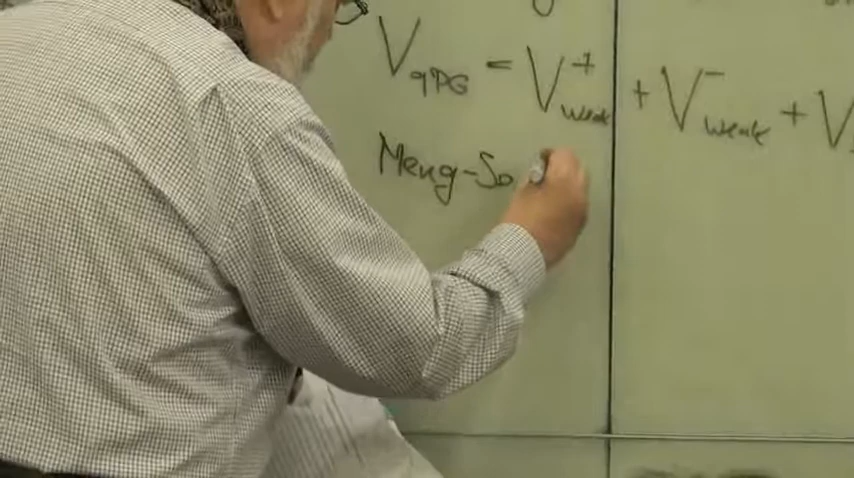 V_qPG = V^+_weak + V^-_weak + V
Meng-So